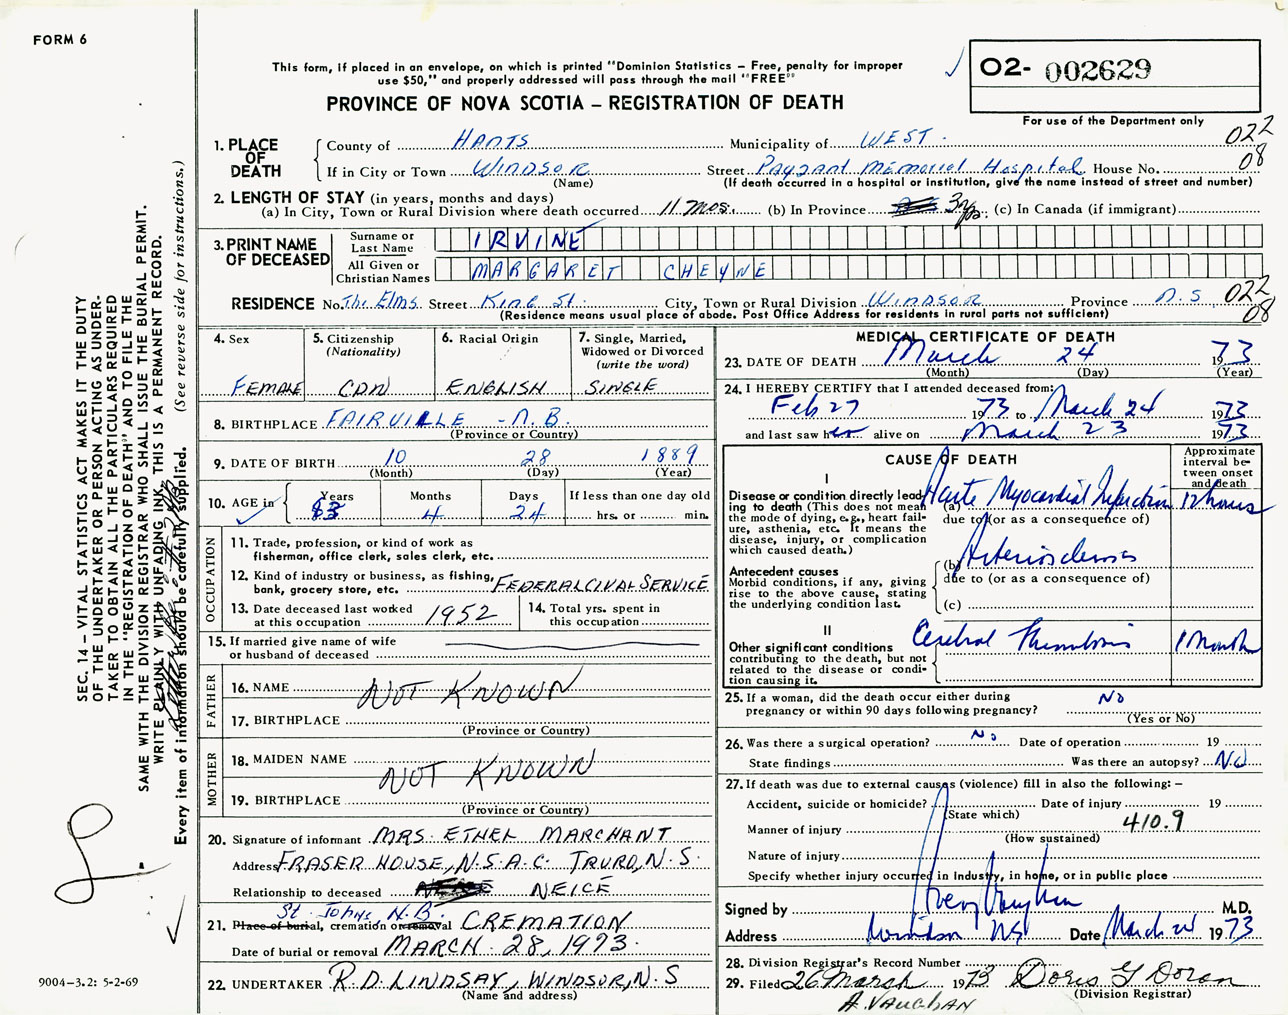 FORM 6
This form, if placed in an envelope, on which is printed "Dominion Statistics – Free, penalty for improper
use $50," and properly addressed will pass through the mail "FREE"
PROVINCE OF NOVA SCOTIA – REGISTRATION OF DEATH
02- 002629
For use of the Department only
022
08
1. PLACE OF DEATH
County of HANTS Municipality of WEST.
If in City or Town WINDSOR Street Payzant Memorial Hospital House No.
(Name) (If death occurred in a hospital or institution, give the name instead of street and number)
2. LENGTH OF STAY (in years, months and days)
(a) In City, Town or Rural Division where death occurred 11 mos. (b) In Province 3 yrs. (c) In Canada (if immigrant)
3. PRINT NAME OF DECEASED
Surname or Last Name IRVINE
All Given or Christian Names MARGARET CHEYNE
RESIDENCE No. The Elms Street King St. City, Town or Rural Division WINDSOR Province N.S 022
(Residence means usual place of abode. Post Office Address for residents in rural parts not sufficient) 08
4. Sex FEMALE
5. Citizenship (Nationality) CDN
6. Racial Origin ENGLISH
7. Single, Married, Widowed or Divorced (write the word) SINGLE
8. BIRTHPLACE FAIRVILLE - N.B.
(Province or Country)
9. DATE OF BIRTH 10 28 1889
(Month) (Day) (Year)
10. AGE in Years 83 Months 4 Days 24 If less than one day old
hrs. or min.
OCCUPATION
11. Trade, profession, or kind of work as
fisherman, office clerk, sales clerk, etc.
12. Kind of industry or business, as fishing,
bank, grocery store, etc. FEDERAL CIVAL SERVICE
13. Date deceased last worked
at this occupation 1952
14. Total yrs. spent in
this occupation
15. If married give name of wife
or husband of deceased
FATHER
16. NAME NOT KNOWN
17. BIRTHPLACE
(Province or Country)
MOTHER
18. MAIDEN NAME
NOT KNOWN
19. BIRTHPLACE
(Province or Country)
20. Signature of informant MRS. ETHEL MARCHANT
Address FRASER HOUSE, N.S.A.C. TRURO, N.S.
Relationship to deceased NEICE
St. Johns, N.B.
21. Place of burial, cremation or removal CREMATION
Date of burial or removal MARCH 28, 1973.
22. UNDERTAKER R.D. LINDSAY, WINDSOR, N.S
(Name and address)
MEDICAL CERTIFICATE OF DEATH
23. DATE OF DEATH March 24 1973
(Month) (Day) (Year)
24. I HEREBY CERTIFY that I attended deceased from:
Feb 27 1973 to March 24 1973
and last saw her alive on March 23 1973
CAUSE OF DEATH
Approximate interval between onset and death
I
Disease or condition directly lead-
ing to death (This does not mean
the mode of dying, e.g., heart fail-
ure, asthenia, etc. It means the
disease, injury, or complication
which caused death.)
(a) Acute Myocardial Infarction 12 hours
due to (or as a consequence of)
(b) Arteriosclerosis
due to (or as a consequence of)
(c)
Antecedent causes
Morbid conditions, if any, giving
rise to the above cause, stating
the underlying condition last.
II
Other significant conditions
contributing to the death, but not
related to the disease or condi-
tion causing it.
Cerebral Thrombosis 1 Month
25. If a woman, did the death occur either during
pregnancy or within 90 days following pregnancy? No
(Yes or No)
26. Was there a surgical operation? No Date of operation 19
State findings Was there an autopsy? No
27. If death was due to external causes (violence) fill in also the following: –
Accident, suicide or homicide? Date of injury 19
(State which)
Manner of injury 410.9
(How sustained)
Nature of injury
Specify whether injury occurred in Industry, in home, or in public place
Signed by M.D.
Address Windsor NS Date March 24 1973
28. Division Registrar's Record Number
29. Filed 26 March 1973 Doris G Doran
(Division Registrar)
A. VAUGHAN
SEC. 14 – VITAL STATISTICS ACT MAKES IT THE DUTY
OF THE UNDERTAKER OR PERSON ACTING AS UNDER-
TAKER TO OBTAIN ALL THE PARTICULARS REQUIRED
IN THE "REGISTRATION OF DEATH" AND TO FILE THE
SAME WITH THE DIVISION REGISTRAR WHO SHALL ISSUE THE BURIAL PERMIT.
WRITE PLAINLY WITH UNFADING INK THIS IS A PERMANENT RECORD.
Every item of information should be carefully supplied. (See reverse side for instructions.)
9004-3.2: 5-2-69